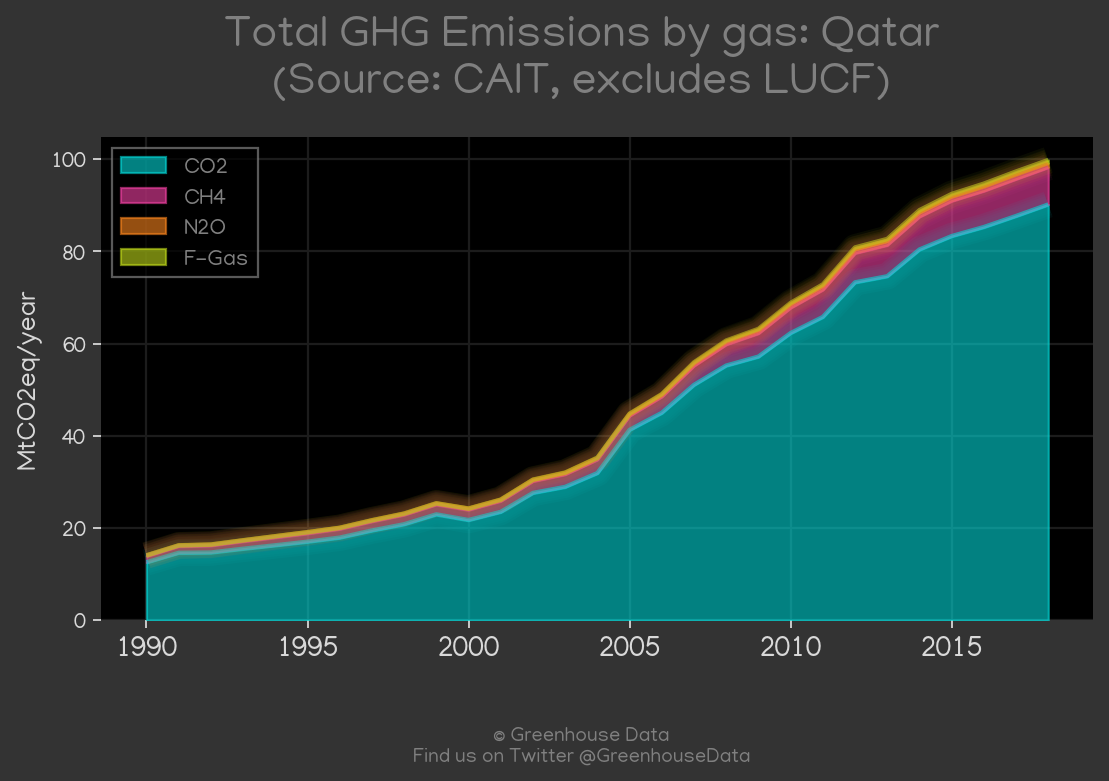 Total GHG Emissions by gas: Qatar
(Source: CAIT, excludes LUCF)
CO2
CH4
N2O
F-Gas
MtCO2eq/year
100
80
60
40
20
0
1990 1995 2000 2005 2010 2015
© Greenhouse Data
Find us on Twitter @GreenhouseData